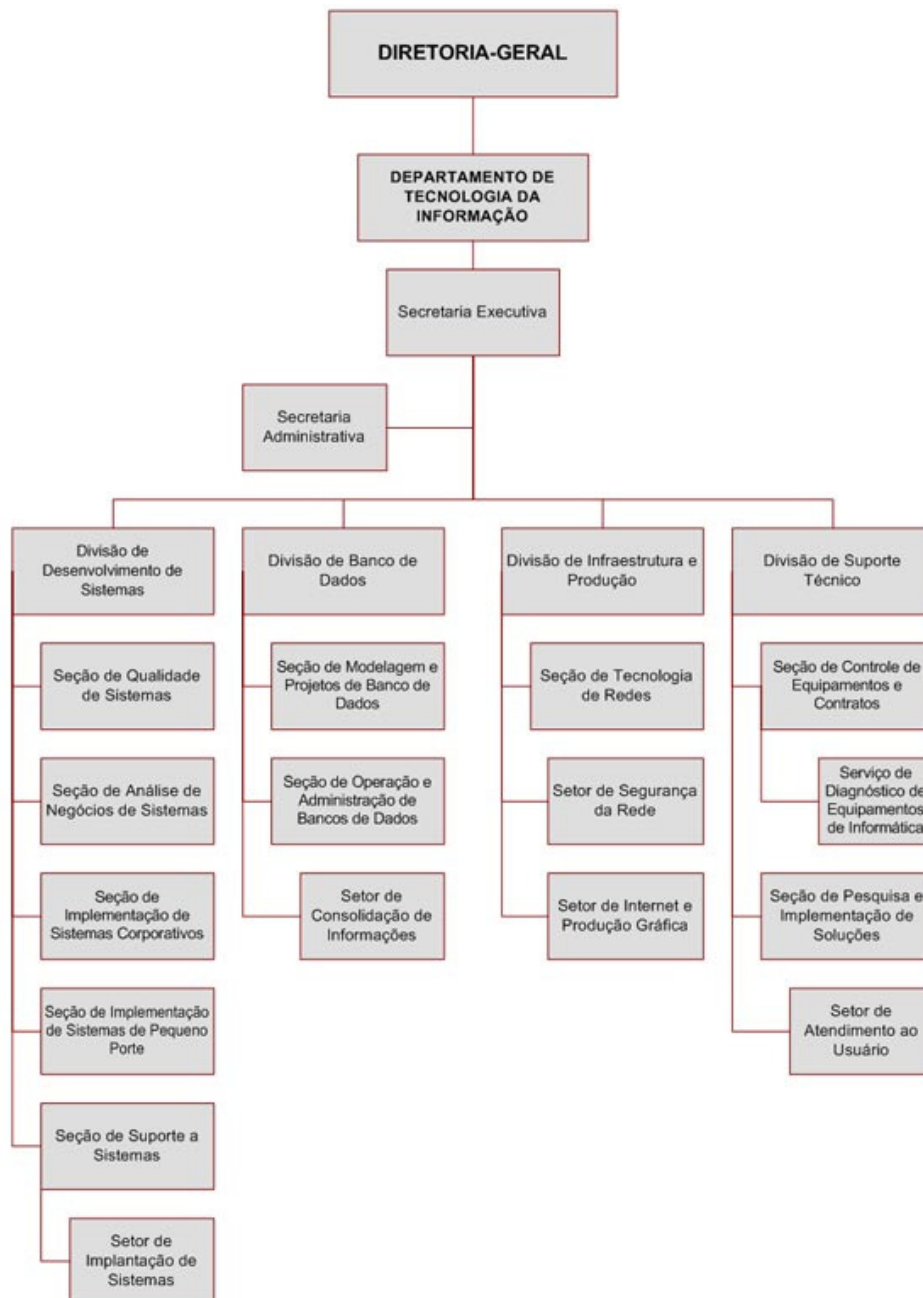 DIRETORIA-GERAL
DEPARTAMENTO DE
TECNOLOGIA DA
INFORMAÇÃO
Secretaria Executiva
Secretaria
Administrativa
Divisão de
Desenvolvimento de
Sistemas
Seção de Qualidade
de Sistemas
Seção de Análise de
Negócios de Sistemas
Seção de
Implementação de
Sistemas Corporativos
Seção de Implementação
de Sistemas de Pequeno
Porte
Seção de Suporte a
Sistemas
Setor de
Implantação de
Sistemas
Divisão de Banco de
Dados
Seção de Modelagem e
Projetos de Banco de
Dados
Seção de Operação e
Administração de
Bancos de Dados
Setor de
Consolidação de
Informações
Divisão de Infraestrutura e
Produção
Seção de Tecnologia
de Redes
Setor de Segurança
da Rede
Setor de Internet e
Produção Gráfica
Divisão de Suporte
Técnico
Seção de Controle de
Equipamentos e
Contratos
Serviço de
Diagnóstico de
Equipamentos
de Informática
Seção de Pesquisa e
Implementação de
Soluções
Setor de
Atendimento ao
Usuário